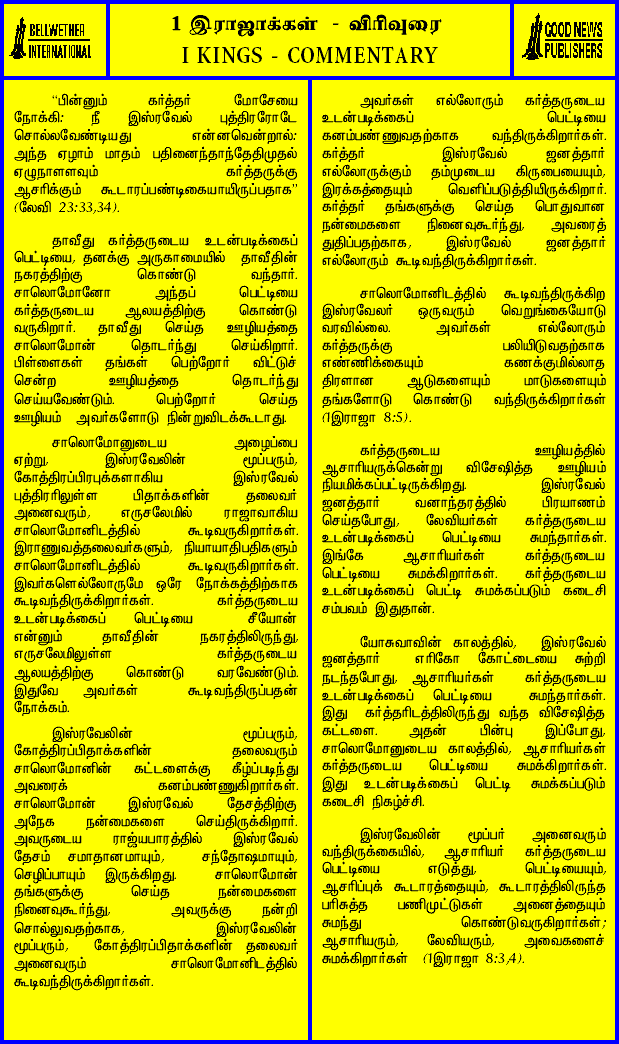 BELLWETHER
INTERNATIONAL
1 இராஜாக்கள் - விரிவுரை
I KINGS - COMMENTARY
GOOD NEWS
PUBLISHERS
“பின்னும் கர்த்தர் மோசேயை
நோக்கி: நீ இஸ்ரவேல் புத்திரரோடே
சொல்லவேண்டியது என்னவென்றால்:
அந்த ஏழாம் மாதம் பதினைந்தாந்தேதிமுதல்
ஏழுநாளளவும் கர்த்தருக்கு
ஆசரிக்கும் கூடாரப்பண்டிகையாயிருப்பதாக”
(லேவி 23:33,34).
தாவீது கர்த்தருடைய உடன்படிக்கைப்
பெட்டியை, தனக்கு அருகாமையில் தாவீதின்
நகரத்திற்கு கொண்டு வந்தார்.
சாலொமோனோ அந்தப் பெட்டியை
கர்த்தருடைய ஆலயத்திற்கு கொண்டு
வருகிறார். தாவீது செய்த ஊழியத்தை
சாலொமோன் தொடர்ந்து செய்கிறார்.
பிள்ளைகள் தங்கள் பெற்றோர் விட்டுச்
சென்ற ஊழியத்தை தொடர்ந்து
செய்யவேண்டும். பெற்றோர் செய்த
ஊழியம் அவர்களோடு நின்றுவிடக்கூடாது.
சாலொமோனுடைய அழைப்பை
ஏற்று, இஸ்ரவேலின் மூப்பரும்,
கோத்திரப்பிரபுக்களாகிய இஸ்ரவேல்
புத்திரரிலுள்ள பிதாக்களின் தலைவர்
அனைவரும், எருசலேமில் ராஜாவாகிய
சாலொமோனிடத்தில் கூடிவருகிறார்கள்.
இராணுவத்தலைவர்களும், நியாயாதிபதிகளும்
சாலொமோனிடத்தில் கூடிவருகிறார்கள்.
இவர்களெல்லோருமே ஒரே நோக்கத்திற்காக
கூடிவந்திருக்கிறார்கள். கர்த்தருடைய
உடன்படிக்கைப் பெட்டியை சீயோன்
என்னும் தாவீதின் நகரத்திலிருந்து,
எருசலேமிலுள்ள கர்த்தருடைய
ஆலயத்திற்கு கொண்டு வரவேண்டும்.
இதுவே அவர்கள் கூடிவந்திருப்பதன்
நோக்கம்.
இஸ்ரவேலின் மூப்பரும்,
கோத்திரப்பிதாக்களின் தலைவரும்
சாலொமோனின் கட்டளைக்கு கீழ்ப்படிந்து
அவரைக் கனம்பண்ணுகிறார்கள்.
சாலொமோன் இஸ்ரவேல் தேசத்திற்கு
அநேக நன்மைகளை செய்திருக்கிறார்.
அவருடைய ராஜ்யபாரத்தில் இஸ்ரவேல்
தேசம் சமாதானமாயும், சந்தோஷமாயும்,
செழிப்பாயும் இருக்கிறது. சாலொமோன்
தங்களுக்கு செய்த நன்மைகளை
நினைவுகூர்ந்து, அவருக்கு நன்றி
சொல்லுவதற்காக, இஸ்ரவேலின்
மூப்பரும், கோத்திரப்பிதாக்களின் தலைவர்
அனைவரும் சாலொமோனிடத்தில்
கூடிவந்திருக்கிறார்கள்.
அவர்கள் எல்லோரும் கர்த்தருடைய
உடன்படிக்கைப் பெட்டியை
கனம்பண்ணுவதற்காக வந்திருக்கிறார்கள்.
கர்த்தர் இஸ்ரவேல் ஜனத்தார்
எல்லோருக்கும் தம்முடைய கிருபையையும்,
இரக்கத்தையும் வெளிப்படுத்தியிருக்கிறார்.
கர்த்தர் தங்களுக்கு செய்த பொதுவான
நன்மைகளை நினைவுகூர்ந்து, அவரைத்
துதிப்பதற்காக, இஸ்ரவேல் ஜனத்தார்
எல்லோரும் கூடிவந்திருக்கிறார்கள்.
சாலொமோனிடத்தில் கூடிவந்திருக்கிற
இஸ்ரவேலர் ஒருவரும் வெறுங்கையோடு
வரவில்லை. அவர்கள் எல்லோரும்
கர்த்தருக்கு பலியிடுவதற்காக
எண்ணிக்கையும் கணக்குமில்லாத
திரளான ஆடுகளையும் மாடுகளையும்
தங்களோடு கொண்டு வந்திருக்கிறார்கள்
(1இராஜா 8:5).
கர்த்தருடைய ஊழியத்தில்
ஆசாரியருக்கென்று விசேஷித்த ஊழியம்
நியமிக்கப்பட்டிருக்கிறது. இஸ்ரவேல்
ஜனத்தார் வனாந்தரத்தில் பிரயாணம்
செய்தபோது, லேவியர்கள் கர்த்தருடைய
உடன்படிக்கைப் பெட்டியை சுமந்தார்கள்.
இங்கே ஆசாரியர்கள் கர்த்தருடைய
பெட்டியை சுமக்கிறார்கள். கர்த்தருடைய
உடன்படிக்கைப் பெட்டி சுமக்கப்படும் கடைசி
சம்பவம் இதுதான்.
யோசுவாவின் காலத்தில், இஸ்ரவேல்
ஜனத்தார் எரிகோ கோட்டையை சுற்றி
நடந்தபோது, ஆசாரியர்கள் கர்த்தருடைய
உடன்படிக்கைப் பெட்டியை சுமந்தார்கள்.
இது கர்த்தரிடத்திலிருந்து வந்த விசேஷித்த
கட்டளை. அதன் பின்பு இப்போது,
சாலொமோனுடைய காலத்தில், ஆசாரியர்கள்
கர்த்தருடைய பெட்டியை சுமக்கிறார்கள்.
இது உடன்படிக்கைப் பெட்டி சுமக்கப்படும்
கடைசி நிகழ்ச்சி.
இஸ்ரவேலின் மூப்பர் அனைவரும்
வந்திருக்கையில், ஆசாரியர் கர்த்தருடைய
பெட்டியை எடுத்து, பெட்டியையும்,
ஆசரிப்புக் கூடாரத்தையும், கூடாரத்திலிருந்த
பரிசுத்த பணிமுட்டுகள் அனைத்தையும்
சுமந்து கொண்டுவருகிறார்கள்;
ஆசாரியரும், லேவியரும், அவைகளைச்
சுமக்கிறார்கள் (1இராஜா 8:3,4).